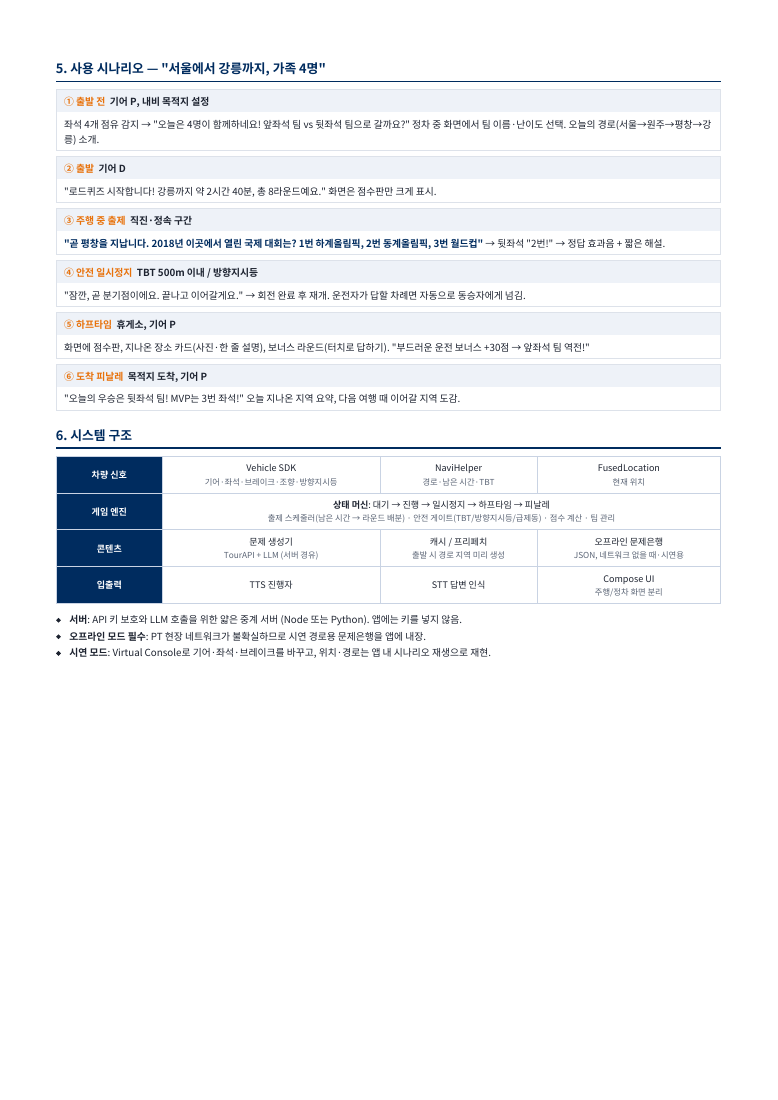 5. 사용 시나리오 — "서울에서 강릉까지, 가족 4명"
① 출발 전 기어 P, 내비 목적지 설정
좌석 4개 점유 감지 → "오늘은 4명이 함께하네요! 앞좌석 팀 vs 뒷좌석 팀으로 갈까요?" 정차 중 화면에서 팀 이름·난이도 선택. 오늘의 경로(서울→원주→평창→강
릉) 소개.
② 출발 기어 D
"로드퀴즈 시작합니다! 강릉까지 약 2시간 40분, 총 8라운드예요." 화면은 점수판만 크게 표시.
③ 주행 중 출제 직진·정속 구간
"곧 평창을 지납니다. 2018년 이곳에서 열린 국제 대회는? 1번 하계올림픽, 2번 동계올림픽, 3번 월드컵" → 뒷좌석 "2번!" → 정답 효과음 + 짧은 해설.
④ 안전 일시정지 TBT 500m 이내 / 방향지시등
"잠깐, 곧 분기점이에요. 끝나고 이어갈게요." → 회전 완료 후 재개. 운전자가 답할 차례면 자동으로 동승자에게 넘김.
⑤ 하프타임 휴게소, 기어 P
화면에 점수판, 지나온 장소 카드(사진·한 줄 설명), 보너스 라운드(터치로 답하기). "부드러운 운전 보너스 +30점 → 앞좌석 팀 역전!"
⑥ 도착 피날레 목적지 도착, 기어 P
"오늘의 우승은 뒷좌석 팀! MVP는 3번 좌석!" 오늘 지나온 지역 요약, 다음 여행 때 이어갈 지역 도감.
6. 시스템 구조
차량 신호 Vehicle SDK NaviHelper FusedLocation
기어·좌석·브레이크·조향·방향지시등 경로·남은 시간·TBT 현재 위치
게임 엔진 상태 머신: 대기 → 진행 → 일시정지 → 하프타임 → 피날레
출제 스케줄러(남은 시간 → 라운드 배분) · 안전 게이트(TBT/방향지시등/급제동) · 점수 계산 · 팀 관리
콘텐츠 문제 생성기 캐시 / 프리페치 오프라인 문제은행
TourAPI + LLM (서버 경유) 출발 시 경로 지역 미리 생성 JSON, 네트워크 없을 때·시연용
입출력 TTS 진행자 STT 답변 인식 Compose UI
주행/정차 화면 분리
◆ 서버: API 키 보호와 LLM 호출을 위한 얇은 중계 서버 (Node 또는 Python). 앱에는 키를 넣지 않음.
◆ 오프라인 모드 필수: PT 현장 네트워크가 불확실하므로 시연 경로용 문제은행을 앱에 내장.
◆ 시연 모드: Virtual Console로 기어·좌석·브레이크를 바꾸고, 위치·경로는 앱 내 시나리오 재생으로 재현.